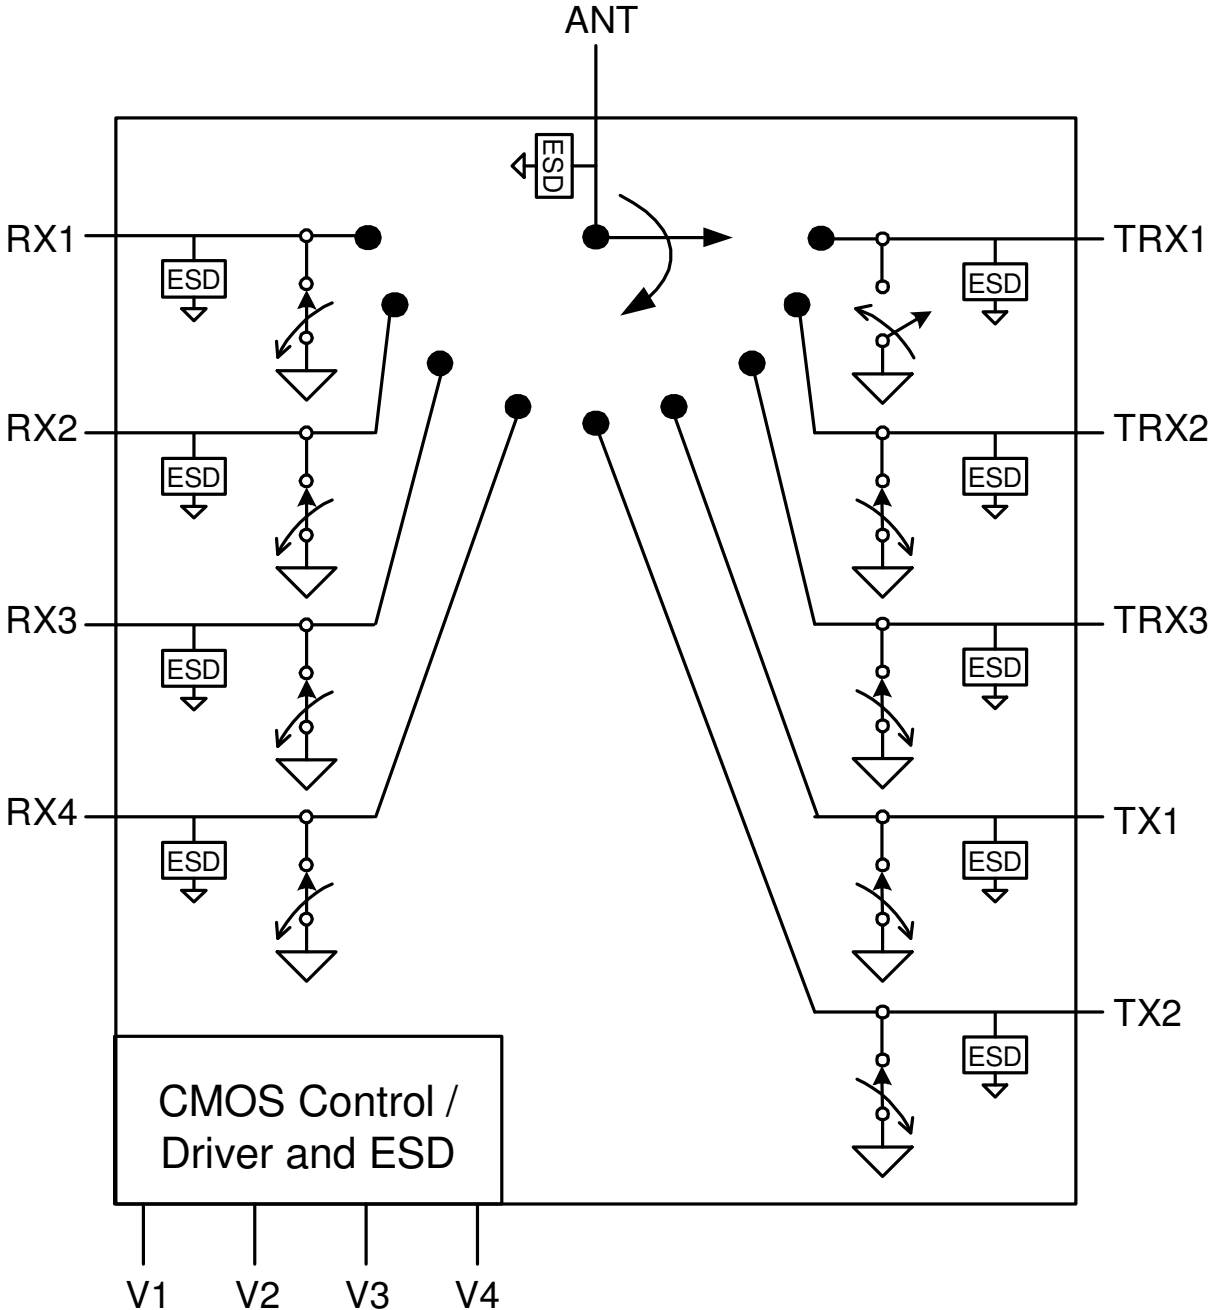 ANT
ESD
RX1
ESD
TRX1
ESD
RX2
ESD
TRX2
ESD
RX3
ESD
TRX3
ESD
RX4
ESD
TX1
ESD
TX2
ESD
CMOS Control /
Driver and ESD
V1 V2 V3 V4